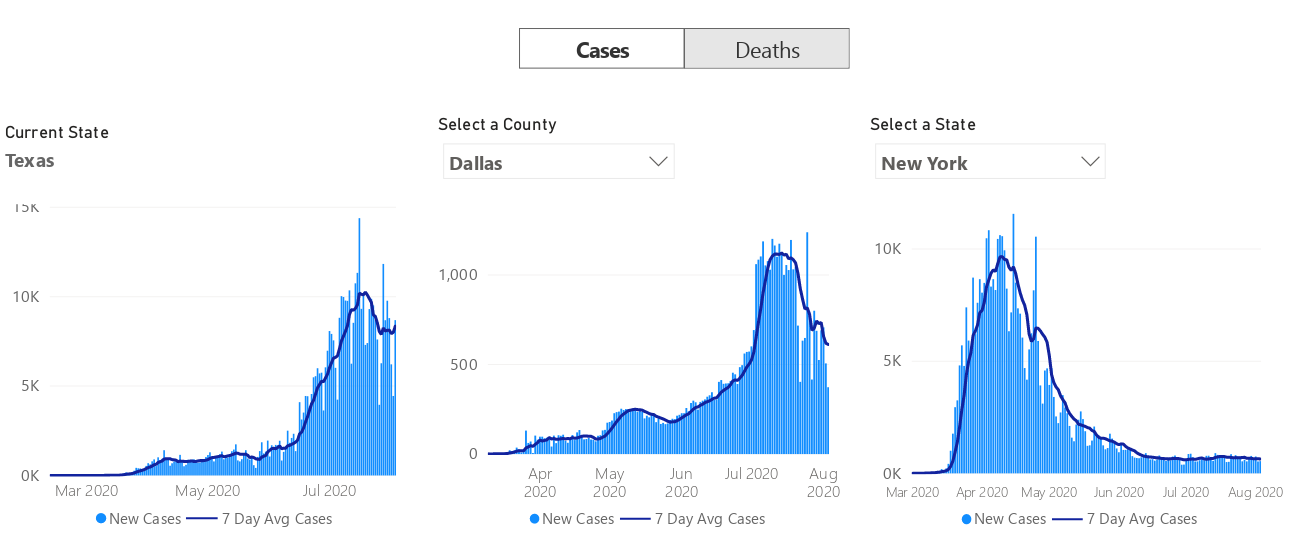 Cases Deaths
Current State
Texas
15K
10K
5K
0K
Mar 2020 May 2020 Jul 2020
New Cases 7 Day Avg Cases
Select a County
Dallas
1,000
500
0
Apr 2020 May 2020 Jun 2020 Jul 2020 Aug 2020
New Cases 7 Day Avg Cases
Select a State
New York
10K
5K
0K
Mar 2020 Apr 2020 May 2020 Jun 2020 Jul 2020 Aug 2020
New Cases 7 Day Avg Cases